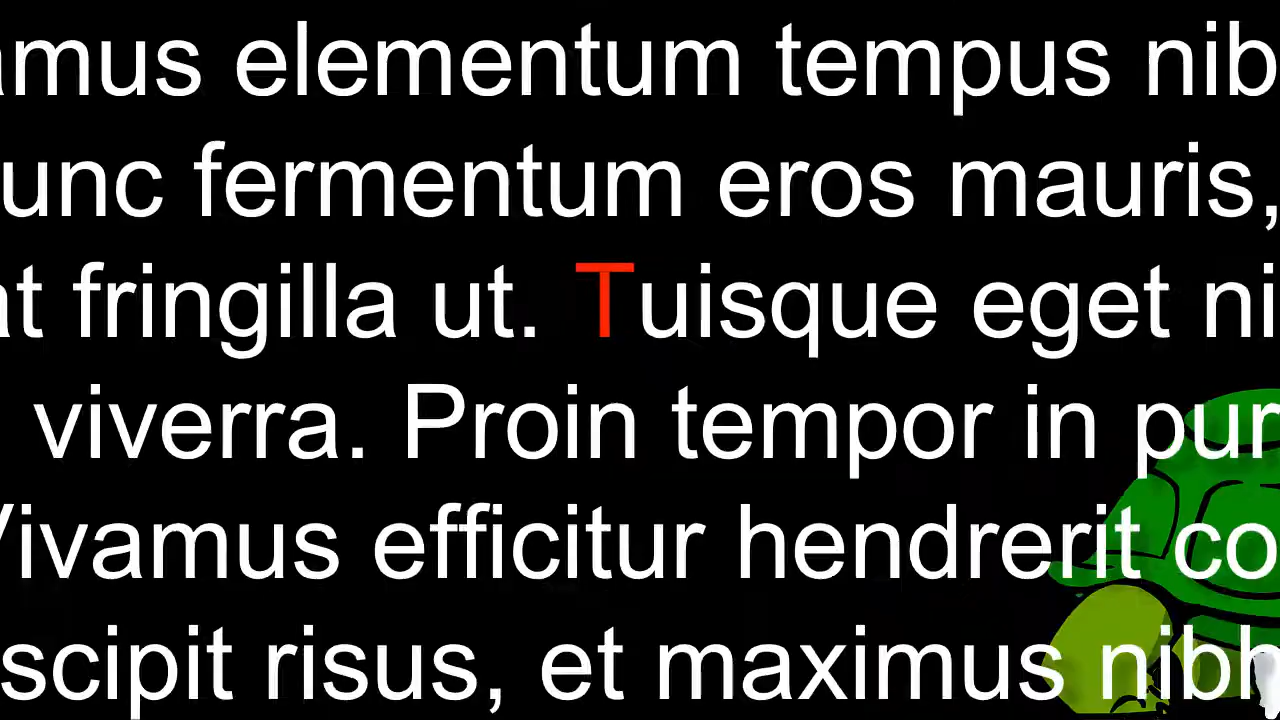 amus elementum tempus nib
unc fermentum eros mauris,
at fringilla ut. Tuisque eget ni
viverra. Proin tempor in pur
Vivamus efficitur hendrerit co
scipit risus, et maximus nibh